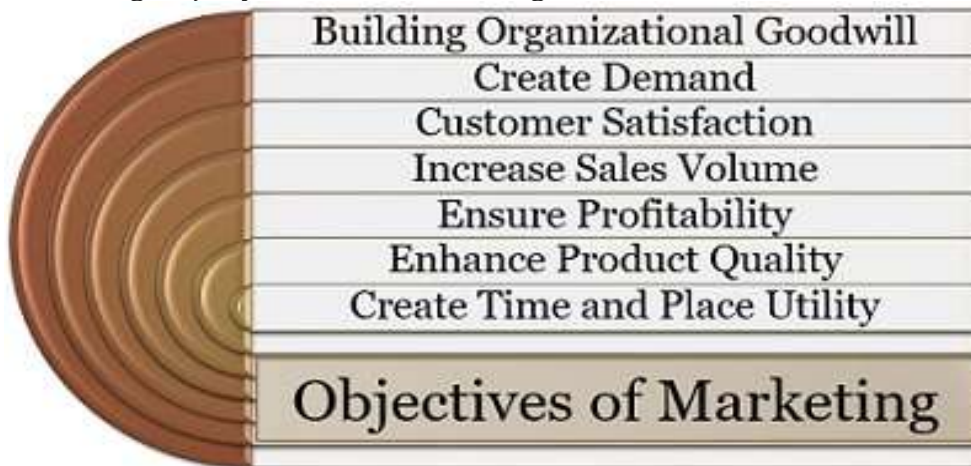 Building Organizational Goodwill
Create Demand
Customer Satisfaction
Increase Sales Volume
Ensure Profitability
Enhance Product Quality
Create Time and Place Utility
Objectives of Marketing